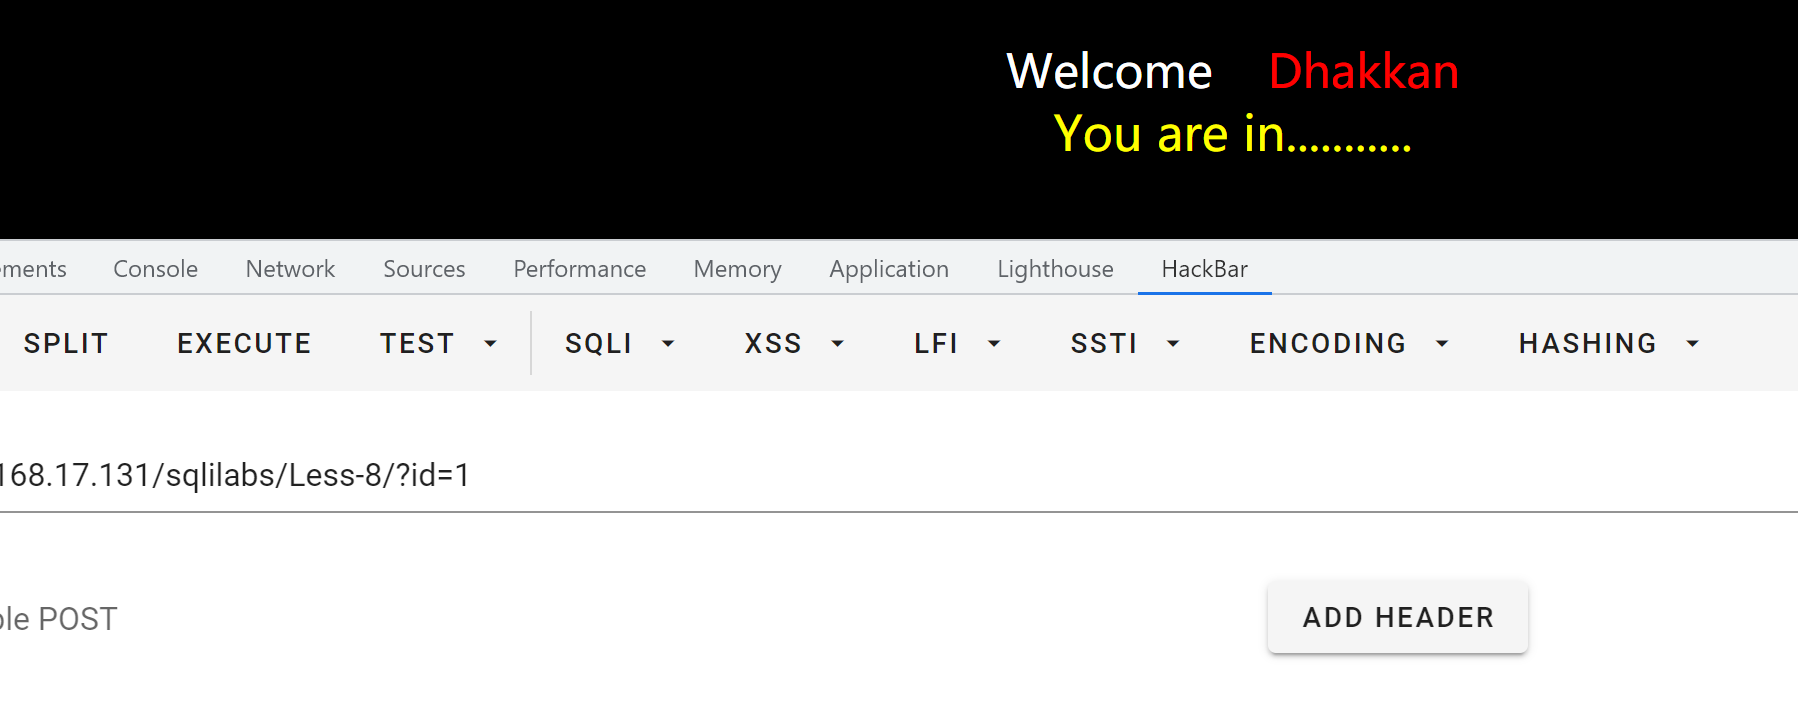 Welcome Dhakkan
You are in...........
ements Console Network Sources Performance Memory Application Lighthouse HackBar
SPLIT EXECUTE TEST SQLI XSS LFI SSTI ENCODING HASHING
168.17.131/sqlilabs/Less-8/?id=1
ble POST ADD HEADER